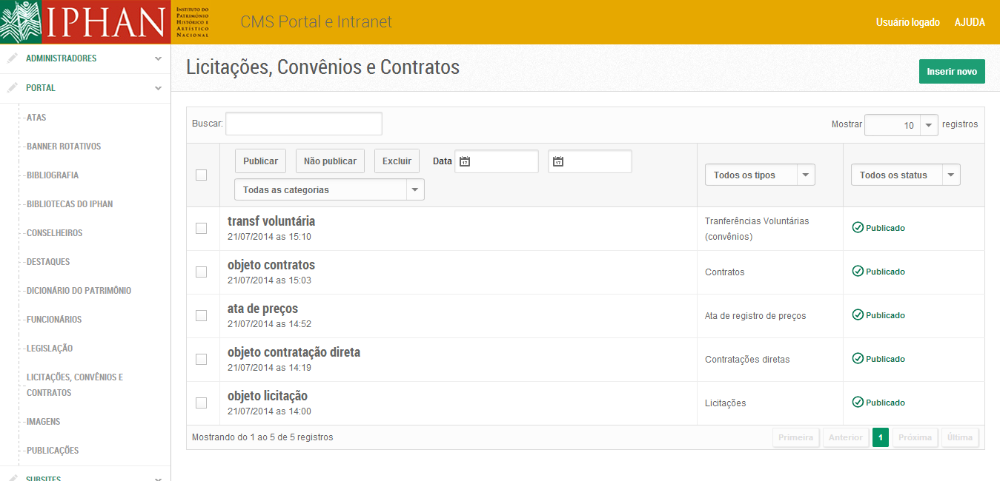 IPHAN
INSTITUTO DO
PATRIMÔNIO
HISTÓRICO E
ARTÍSTICO
NACIONAL
CMS Portal e Intranet
Usuário logado
AJUDA
ADMINISTRADORES
PORTAL
ATAS
BANNER ROTATIVOS
BIBLIOGRAFIA
BIBLIOTECAS DO IPHAN
CONSELHEIROS
DESTAQUES
DICIONÁRIO DO PATRIMÔNIO
FUNCIONÁRIOS
LEGISLAÇÃO
LICITAÇÕES, CONVÊNIOS E
CONTRATOS
IMAGENS
PUBLICAÇÕES
SUBSITES
Licitações, Convênios e Contratos
Inserir novo
Buscar:
Mostrar 10 registros
Publicar Não publicar Excluir Data 17 17
Todas as categorias
Todos os tipos
Todos os status
transf voluntária
21/07/2014 as 15:10
Tranferências Voluntárias
(convênios)
Publicado
objeto contratos
21/07/2014 as 15:03
Contratos
Publicado
ata de preços
21/07/2014 as 14:52
Ata de registro de preços
Publicado
objeto contratação direta
21/07/2014 as 14:19
Contratações diretas
Publicado
objeto licitação
21/07/2014 as 14:00
Licitações
Publicado
Mostrando do 1 ao 5 de 5 registros
Primeira Anterior 1 Próxima Última